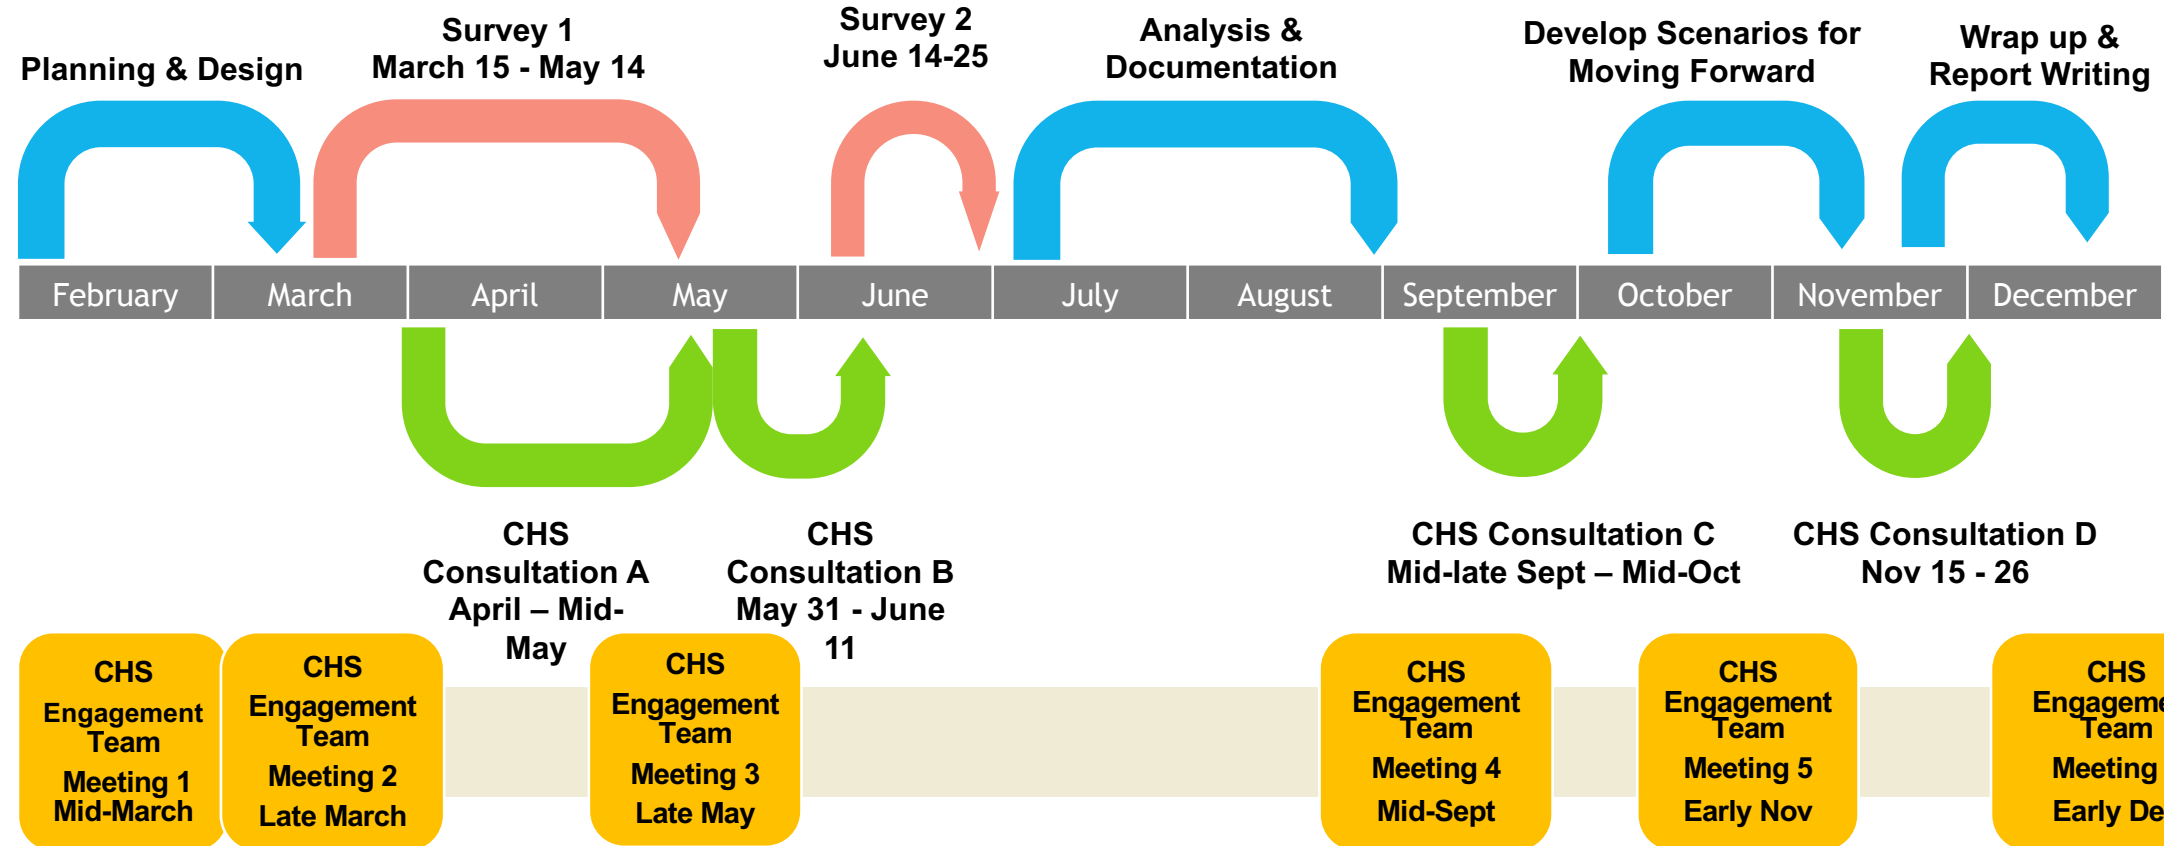 Planning & Design
Survey 1
March 15 - May 14
Survey 2
June 14-25
Analysis &
Documentation
Develop Scenarios for
Moving Forward
Wrap up &
Report Writing
February
March
April
May
June
July
August
September
October
November
December
CHS
Consultation A
April – Mid-
May
CHS
Consultation B
May 31 - June
11
CHS Consultation C
Mid-late Sept – Mid-Oct
CHS Consultation D
Nov 15 - 26
CHS
Engagement
Team
Meeting 1
Mid-March
CHS
Engagement
Team
Meeting 2
Late March
CHS
Engagement
Team
Meeting 3
Late May
CHS
Engagement
Team
Meeting 4
Mid-Sept
CHS
Engagement
Team
Meeting 5
Early Nov
CHS
Team
Meeting
Early